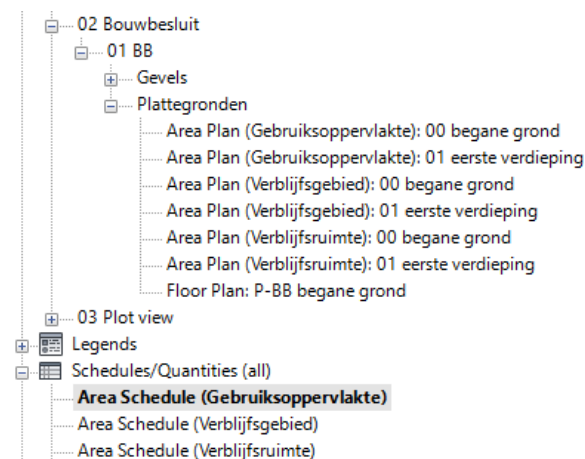 02 Bouwbesluit
01 BB
Gevels
Plattegronden
Area Plan (Gebruiksoppervlakte): 00 begane grond
Area Plan (Gebruiksoppervlakte): 01 eerste verdieping
Area Plan (Verblijfsgebied): 00 begane grond
Area Plan (Verblijfsgebied): 01 eerste verdieping
Area Plan (Verblijfsruimte): 00 begane grond
Area Plan (Verblijfsruimte): 01 eerste verdieping
Floor Plan: P-BB begane grond
03 Plot view
Legends
Schedules/Quantities (all)
Area Schedule (Gebruiksoppervlakte)
Area Schedule (Verblijfsgebied)
Area Schedule (Verblijfsruimte)